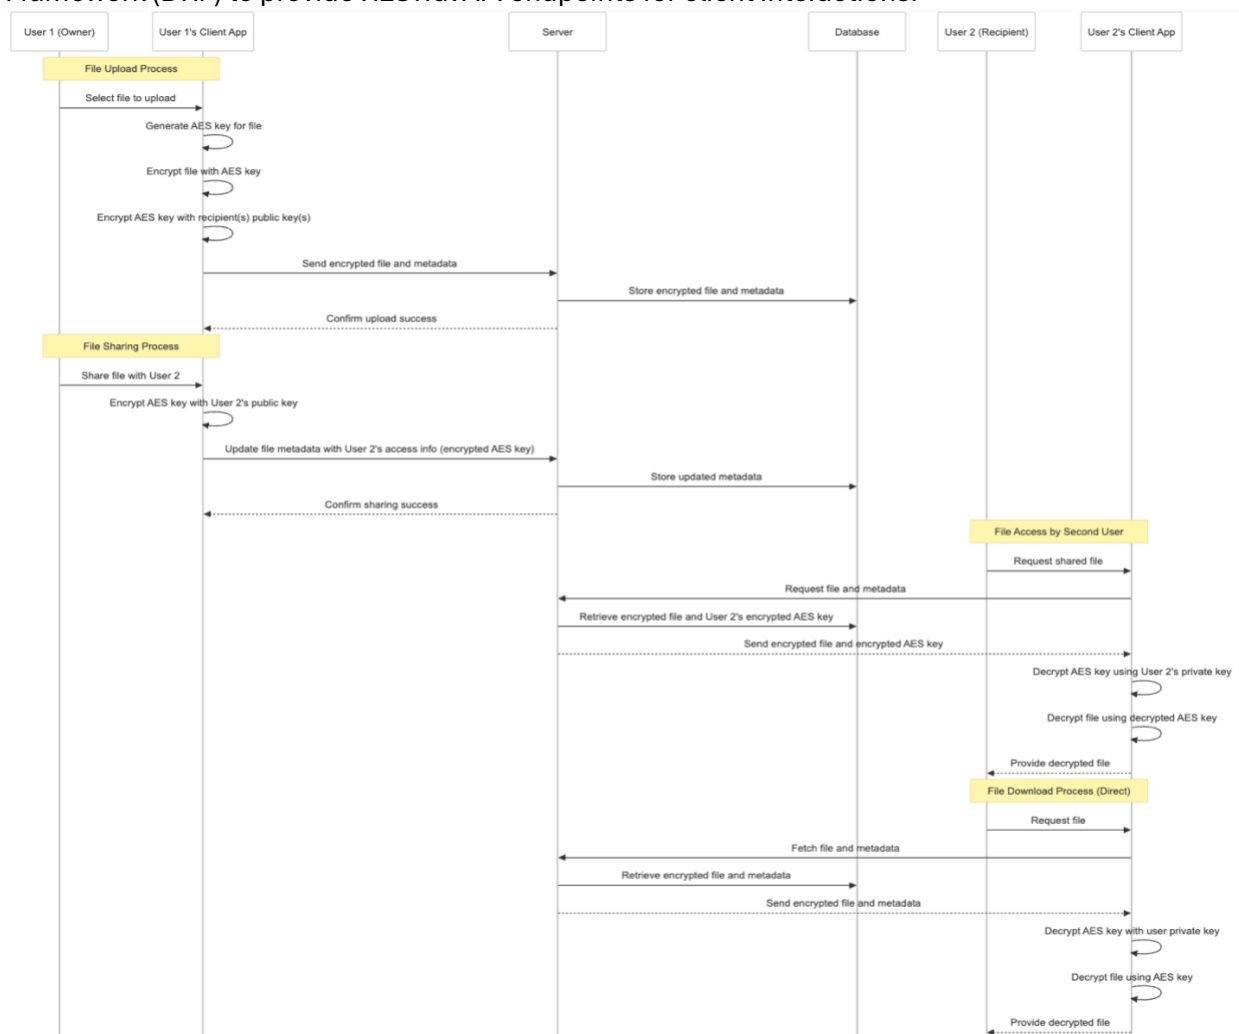 Framework (DRF) to provide RESTful API endpoints for client interactions.
User 1 (Owner)
User 1's Client App
Server
Database
User 2 (Recipient)
User 2's Client App
File Upload Process
Select file to upload
Generate AES key for file
Encrypt file with AES key
Encrypt AES key with recipient(s) public key(s)
Send encrypted file and metadata
Store encrypted file and metadata
Confirm upload success
File Sharing Process
Share file with User 2
Encrypt AES key with User 2's public key
Update file metadata with User 2's access info (encrypted AES key)
Store updated metadata
Confirm sharing success
File Access by Second User
Request shared file
Request file and metadata
Retrieve encrypted file and User 2's encrypted AES key
Send encrypted file and encrypted AES key
Decrypt AES key using User 2's private key
Decrypt file using decrypted AES key
Provide decrypted file
File Download Process (Direct)
Request file
Fetch file and metadata
Retrieve encrypted file and metadata
Send encrypted file and metadata
Decrypt AES key with user private key
Decrypt file using AES key
Provide decrypted file